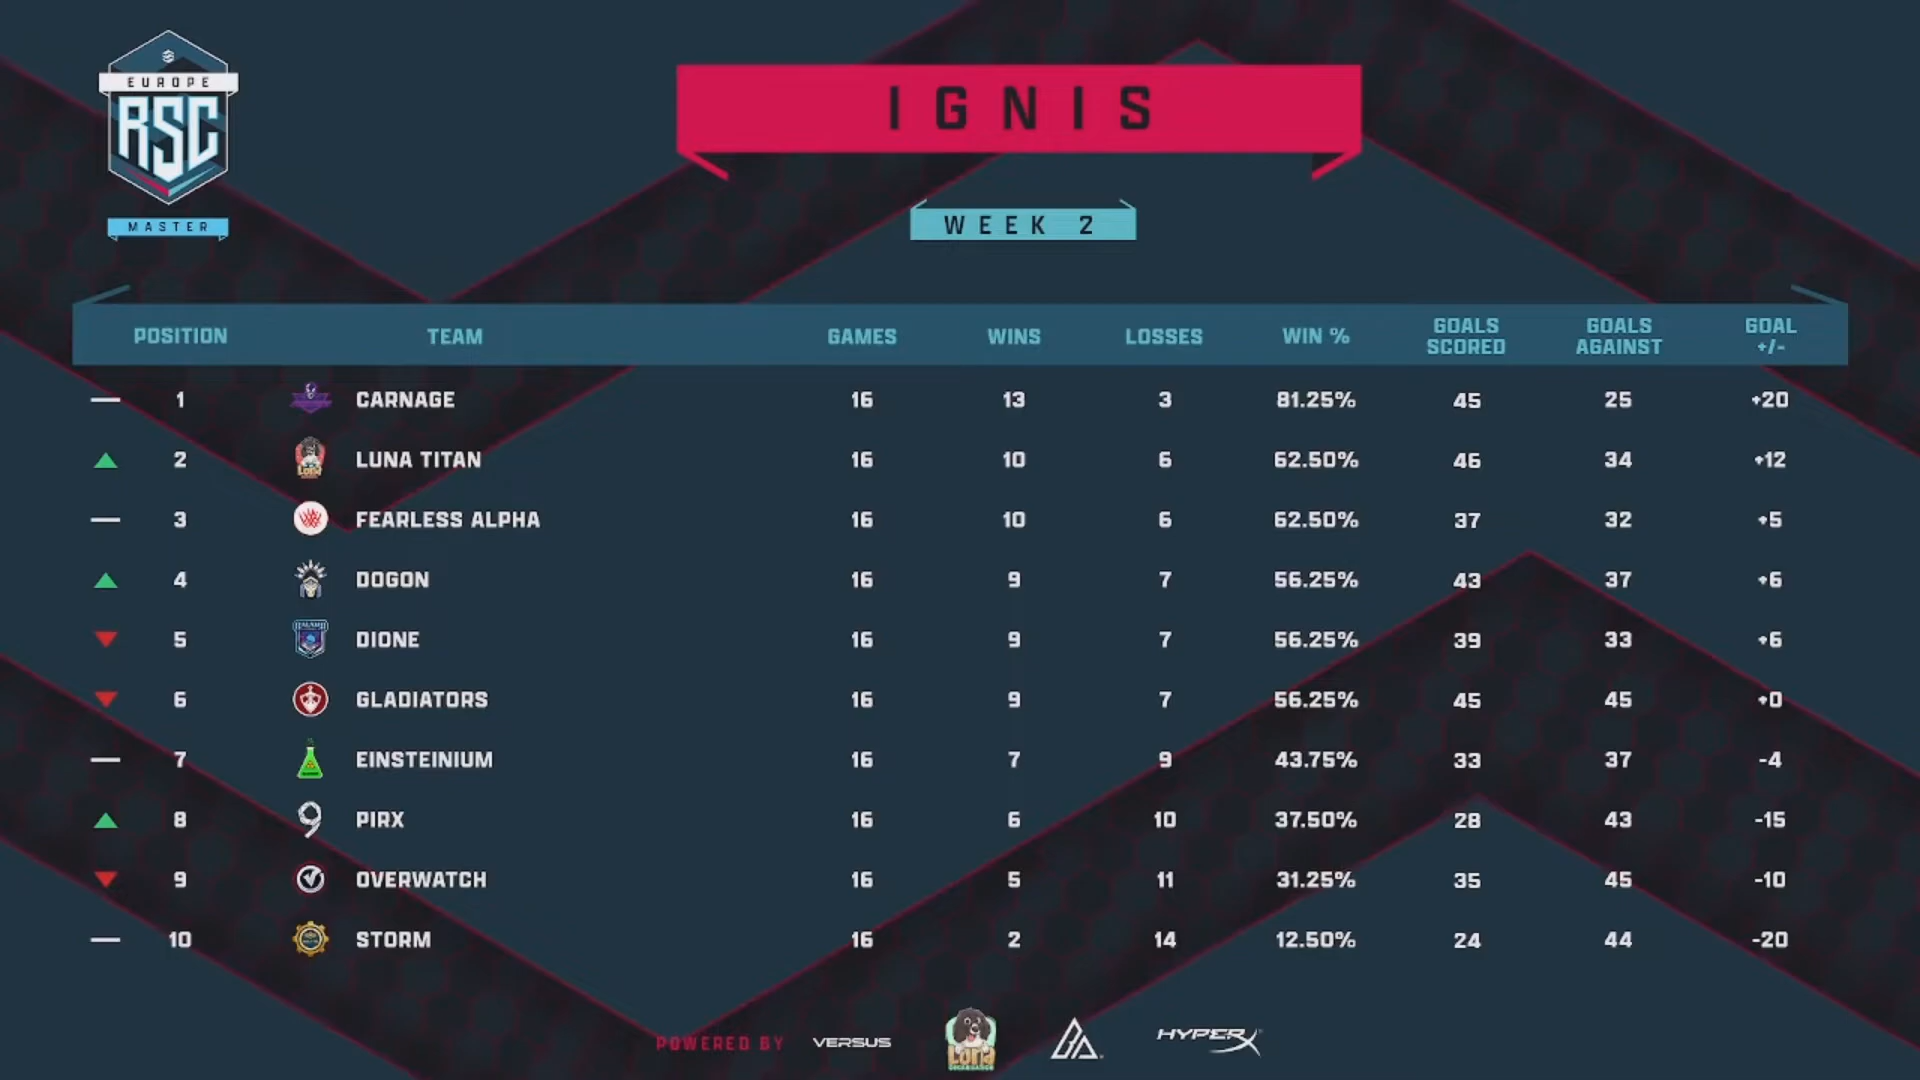 EUROPE
RSC
MASTER
IGNIS
WEEK 2
POSITION TEAM GAMES WINS LOSSES WIN % GOALS SCORED GOALS AGAINST GOAL +/-
1 CARNAGE 16 13 3 81.25% 45 25 +20
2 LUNA TITAN 16 10 6 62.50% 46 34 +12
3 FEARLESS ALPHA 16 10 6 62.50% 37 32 +5
4 DOGON 16 9 7 56.25% 43 37 +6
5 DIONE 16 9 7 56.25% 39 33 +6
6 GLADIATORS 16 9 7 56.25% 45 45 +0
7 EINSTEINIUM 16 7 9 43.75% 33 37 -4
8 PIRX 16 6 10 37.50% 28 43 -15
9 OVERWATCH 16 5 11 31.25% 35 45 -10
10 STORM 16 2 14 12.50% 24 44 -20
POWERED BY VERSUS Luna HYPERX